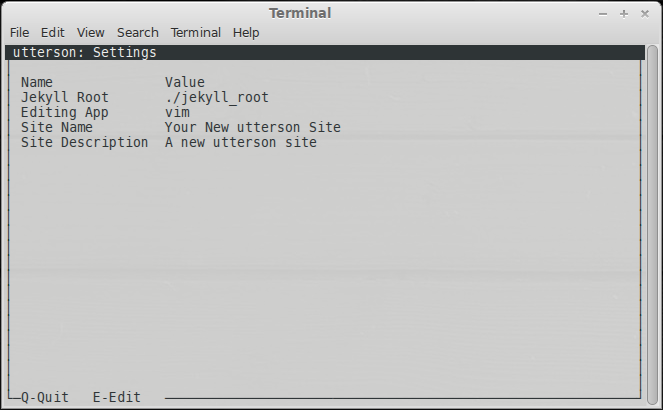 Terminal
File Edit View Search Terminal Help
utterson: Settings
Name Value
Jekyll Root ./jekyll_root
Editing App vim
Site Name Your New utterson Site
Site Description A new utterson site
Q-Quit E-Edit